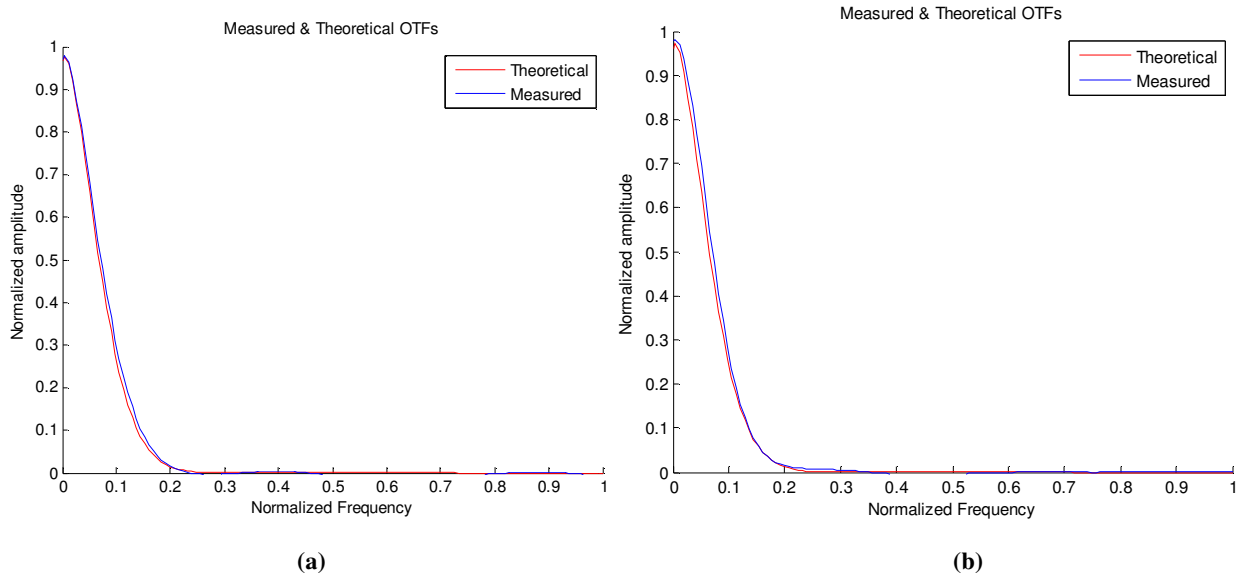 Measured & Theoretical OTFs
1
0.9
0.8
0.7
0.6
0.5
0.4
0.3
0.2
0.1
0
Normalized amplitude
Theoretical
Measured
0 0.1 0.2 0.3 0.4 0.5 0.6 0.7 0.8 0.9 1
Normalized Frequency
(a)
Measured & Theoretical OTFs
1
0.9
0.8
0.7
0.6
0.5
0.4
0.3
0.2
0.1
0
Normalized amplitude
Theoretical
Measured
0 0.1 0.2 0.3 0.4 0.5 0.6 0.7 0.8 0.9 1
Normalized Frequency
(b)